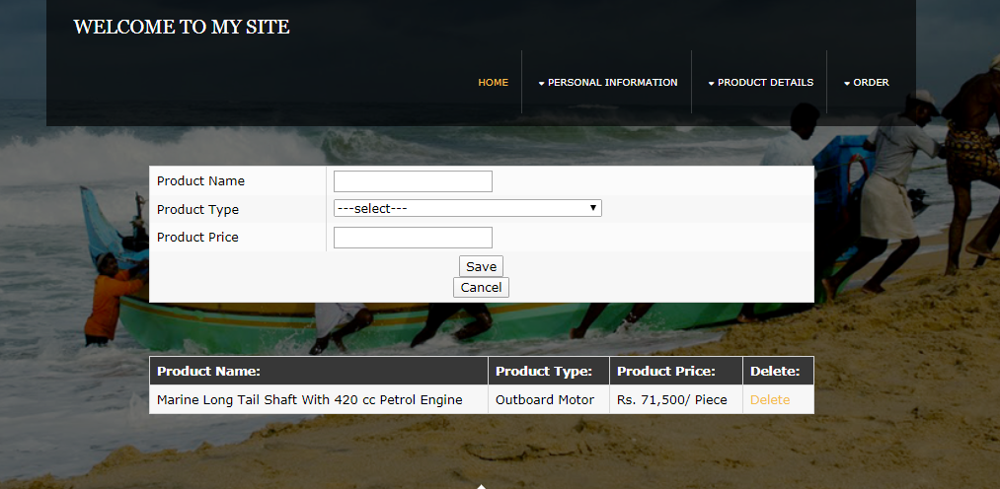 WELCOME TO MY SITE
HOME PERSONAL INFORMATION PRODUCT DETAILS ORDER
Product Name
Product Type ---select---
Product Price
Save
Cancel
Product Name: Product Type: Product Price: Delete:
Marine Long Tail Shaft With 420 cc Petrol Engine Outboard Motor Rs. 71,500/ Piece Delete